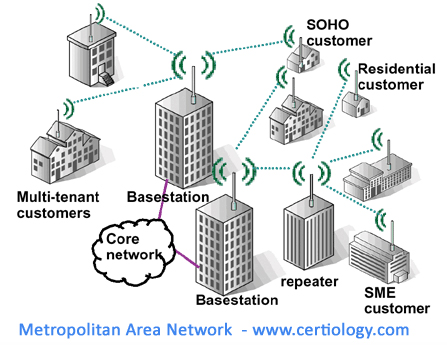 SOHO
customer
Residential
customer
Multi-tenant
customers
Basestation
Core
network
Basestation
repeater
SME
customer
Metropolitan Area Network - www.certiology.com